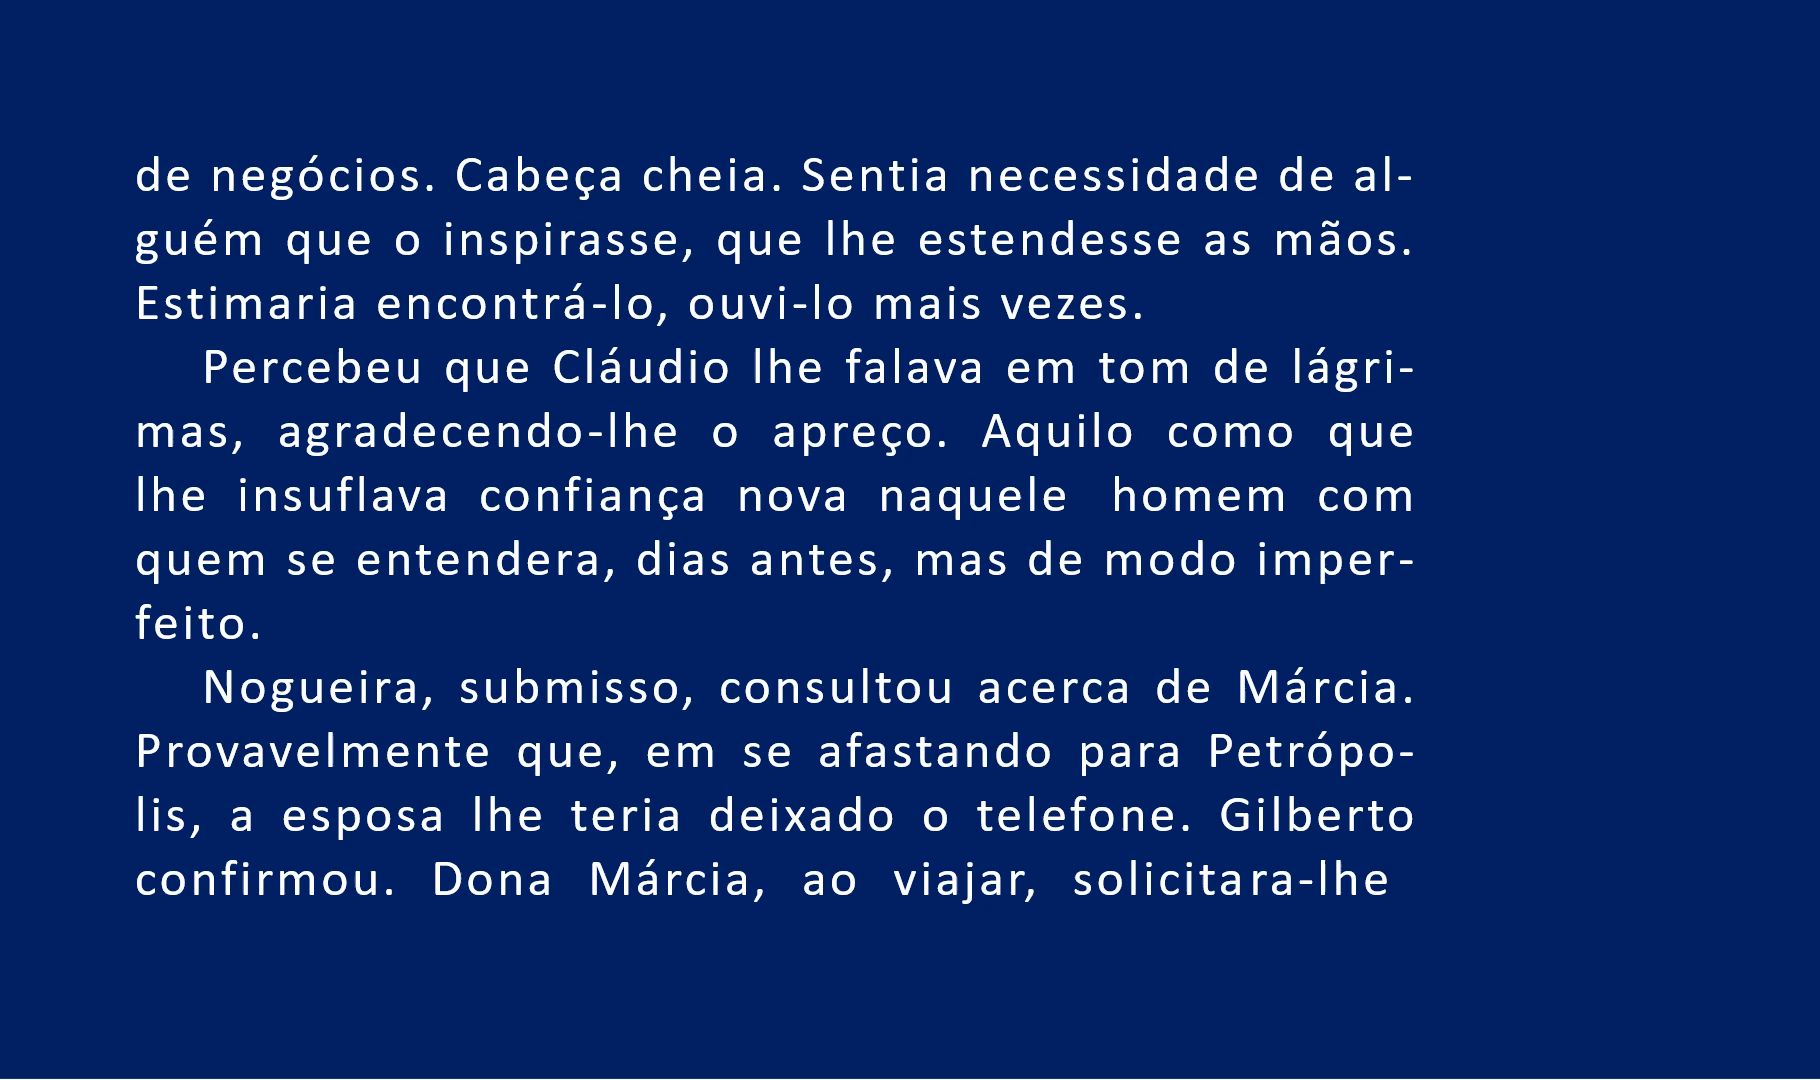 de negócios. Cabeça cheia. Sentia necessidade de al-
guém que o inspirasse, que lhe estendesse as mãos.
Estimaria encontrá-lo, ouvi-lo mais vezes.
Percebeu que Cláudio lhe falava em tom de lágri-
mas, agradecendo-lhe o apreço. Aquilo como que
lhe insuflava confiança nova naquele homem com
quem se entendera, dias antes, mas de modo imper-
feito.
Nogueira, submisso, consultou acerca de Márcia.
Provavelmente que, em se afastando para Petrópo-
lis, a esposa lhe teria deixado o telefone. Gilberto
confirmou. Dona Márcia, ao viajar, solicitara-lhe